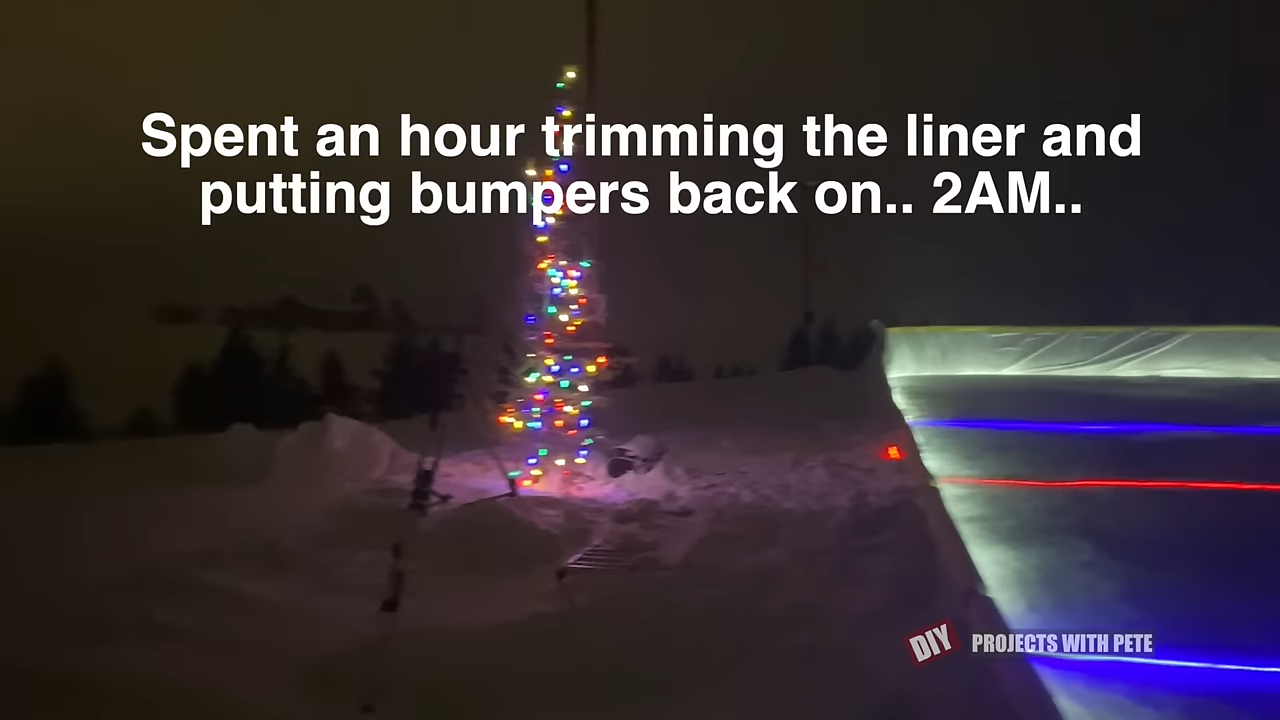 Spent an hour trimming the liner and
putting bumpers back on.. 2AM..
DIY PROJECTS WITH PETE